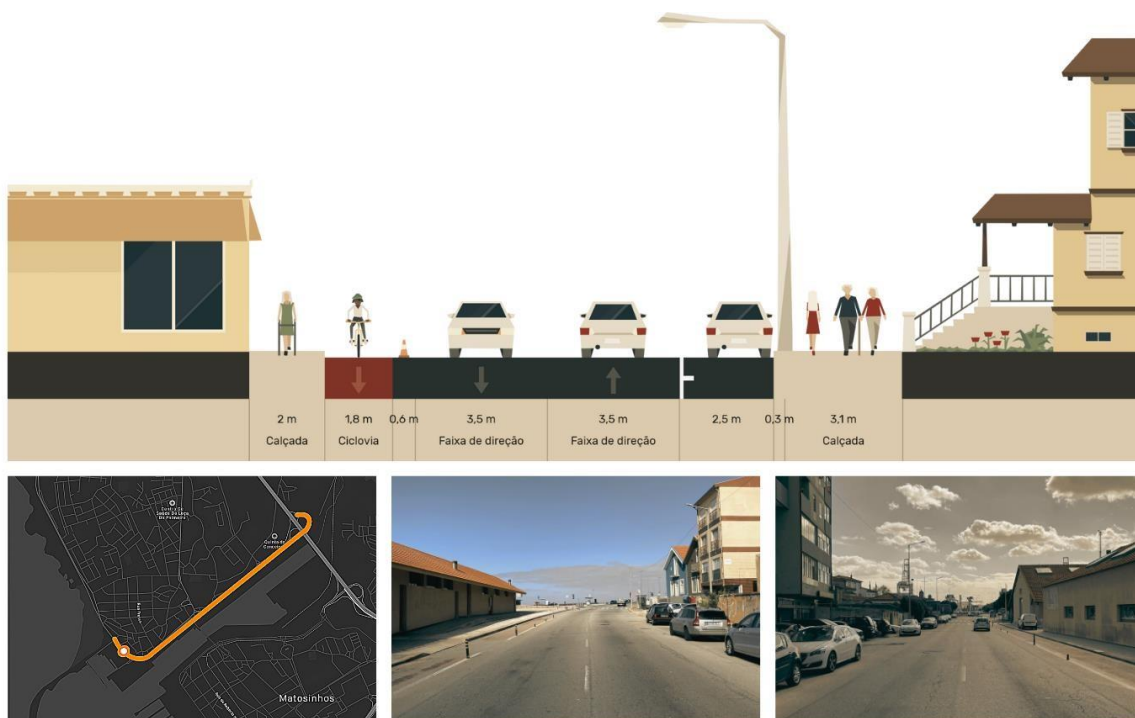 2 m
Calçada
1,8 m
Ciclovia
0,6 m
3,5 m
Faixa de direção
3,5 m
Faixa de direção
2,5 m
0,3 m
3,1 m
Calçada
Matosinhos